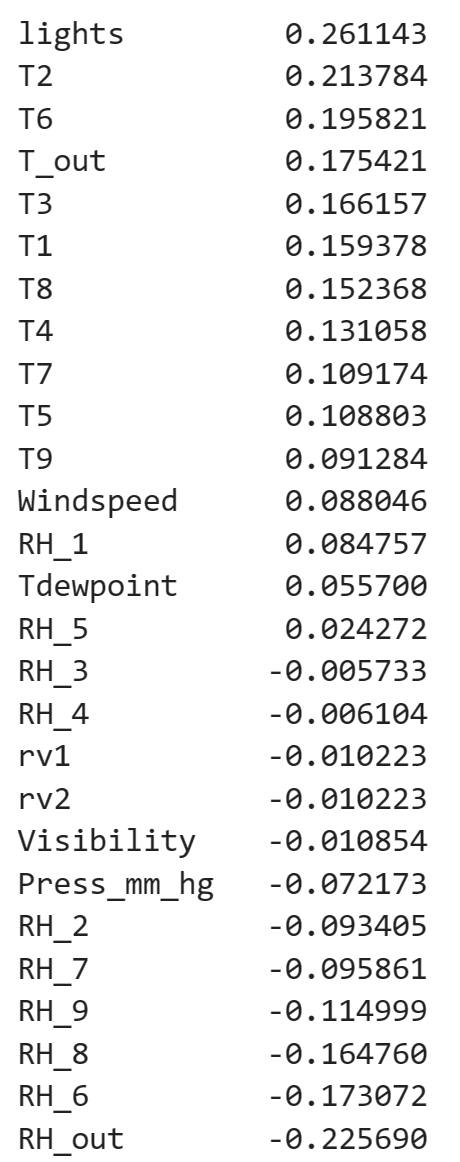 lights 0.261143
T2 0.213784
T6 0.195821
T_out 0.175421
T3 0.166157
T1 0.159378
T8 0.152368
T4 0.131058
T7 0.109174
T5 0.108803
T9 0.091284
Windspeed 0.088046
RH_1 0.084757
Tdewpoint 0.055700
RH_5 0.024272
RH_3 -0.005733
RH_4 -0.006104
rv1 -0.010223
rv2 -0.010223
Visibility -0.010854
Press_mm_hg -0.072173
RH_2 -0.093405
RH_7 -0.095861
RH_9 -0.114999
RH_8 -0.164760
RH_6 -0.173072
RH_out -0.225690